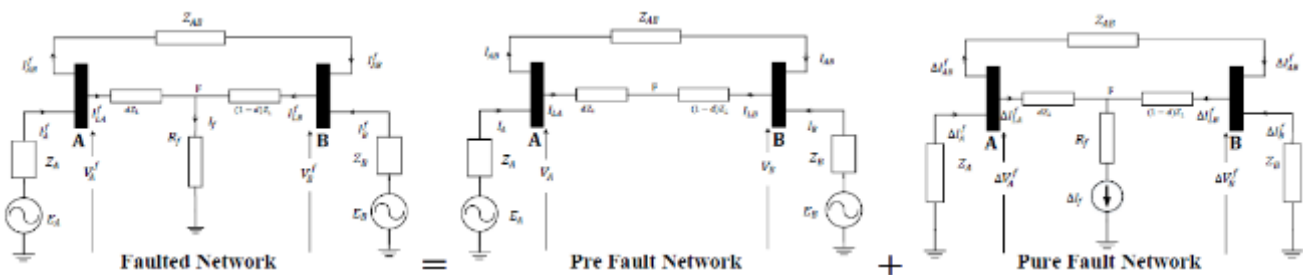 Z_AB
I^f_AB
I^f_AB
F
dZ_L
(1−d)Z_L
I^f_LA
I_f
I^f_LB
I^f_A
A
R_f
B
I^f_B
Z_A
V^f_A
V^f_B
Z_B
E_A
E_B
Faulted Network
=
Z_AB
I_AB
I_AB
F
dZ_L
(1−d)Z_L
I_LA
I_LB
I_A
A
B
I_B
Z_A
V_A
V_B
Z_B
E_A
E_B
Pre Fault Network
+
Z_AB
ΔI^f_AB
ΔI^f_AB
F
dZ_L
(1−d)Z_L
ΔI^f_LA
ΔI^f_LB
ΔI^f_A
A
R_f
B
ΔI^f_B
Z_A
ΔV^f_A
ΔV^f_B
Z_B
ΔI_f
Pure Fault Network